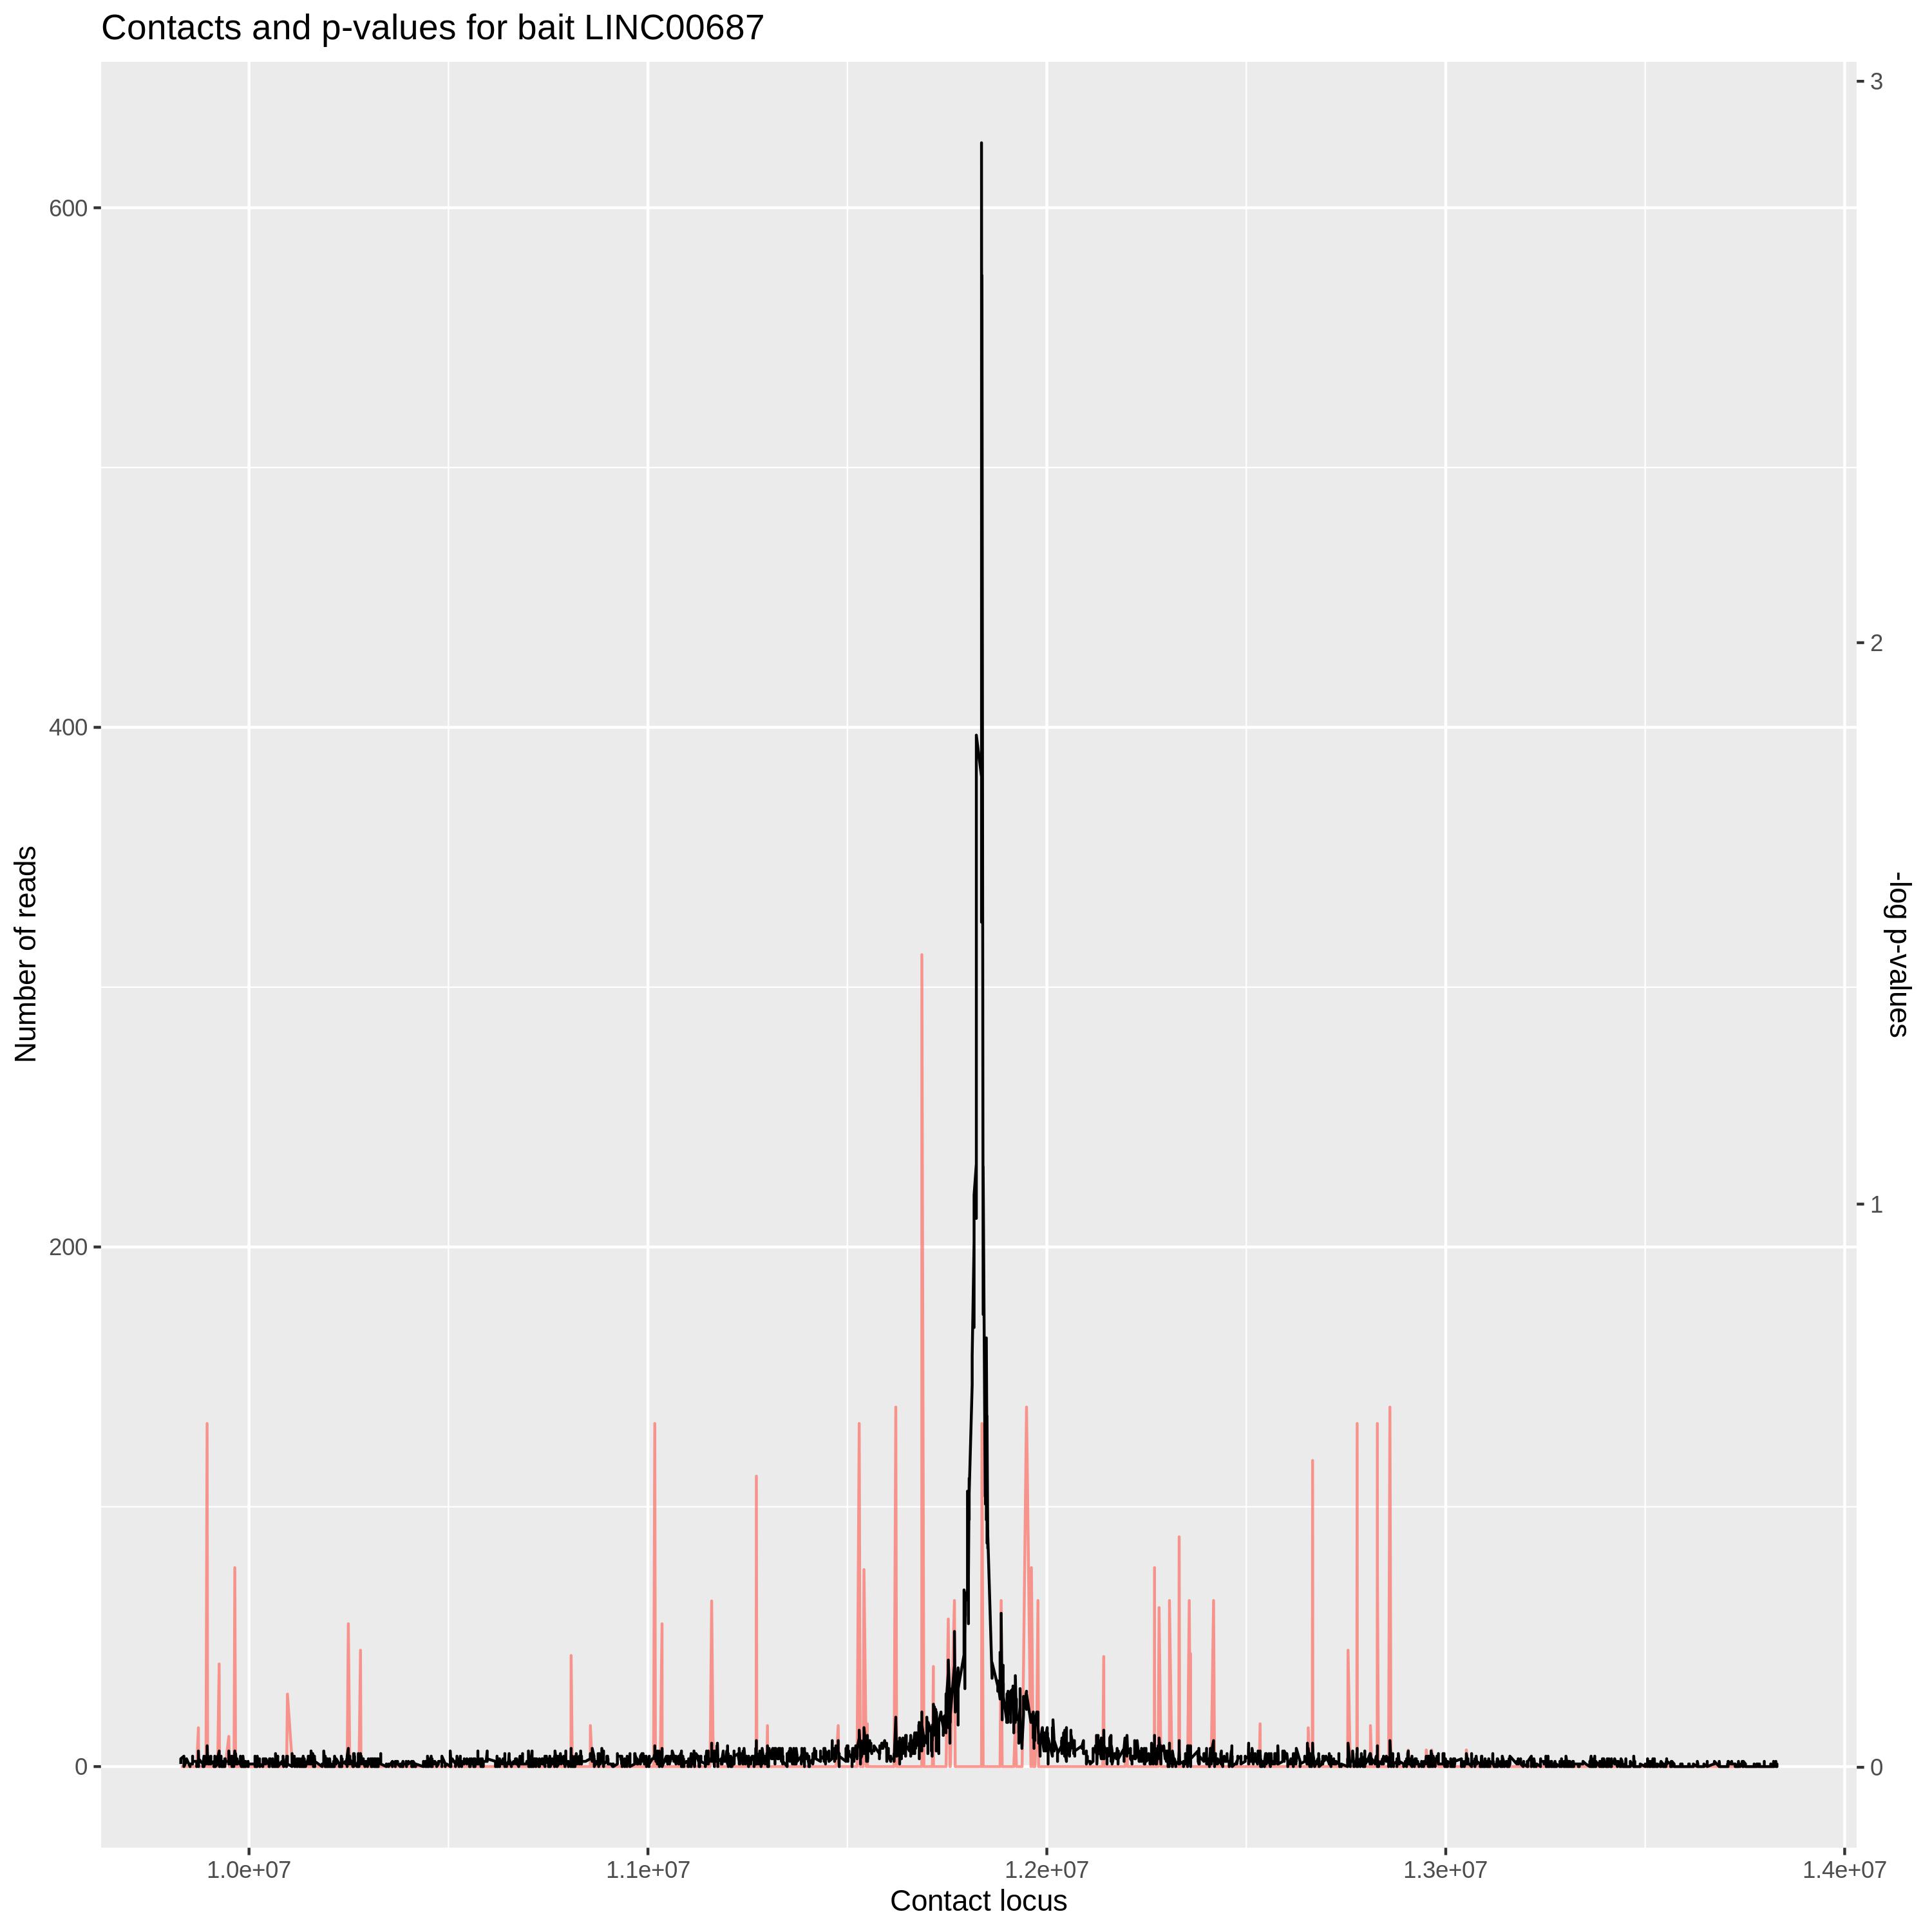 Contacts and p-values for bait LINC00687
3
600
2
400
Number of reads
-log p-values
1
200
0
0
1.0e+07
1.1e+07
1.2e+07
1.3e+07
1.4e+07
Contact locus